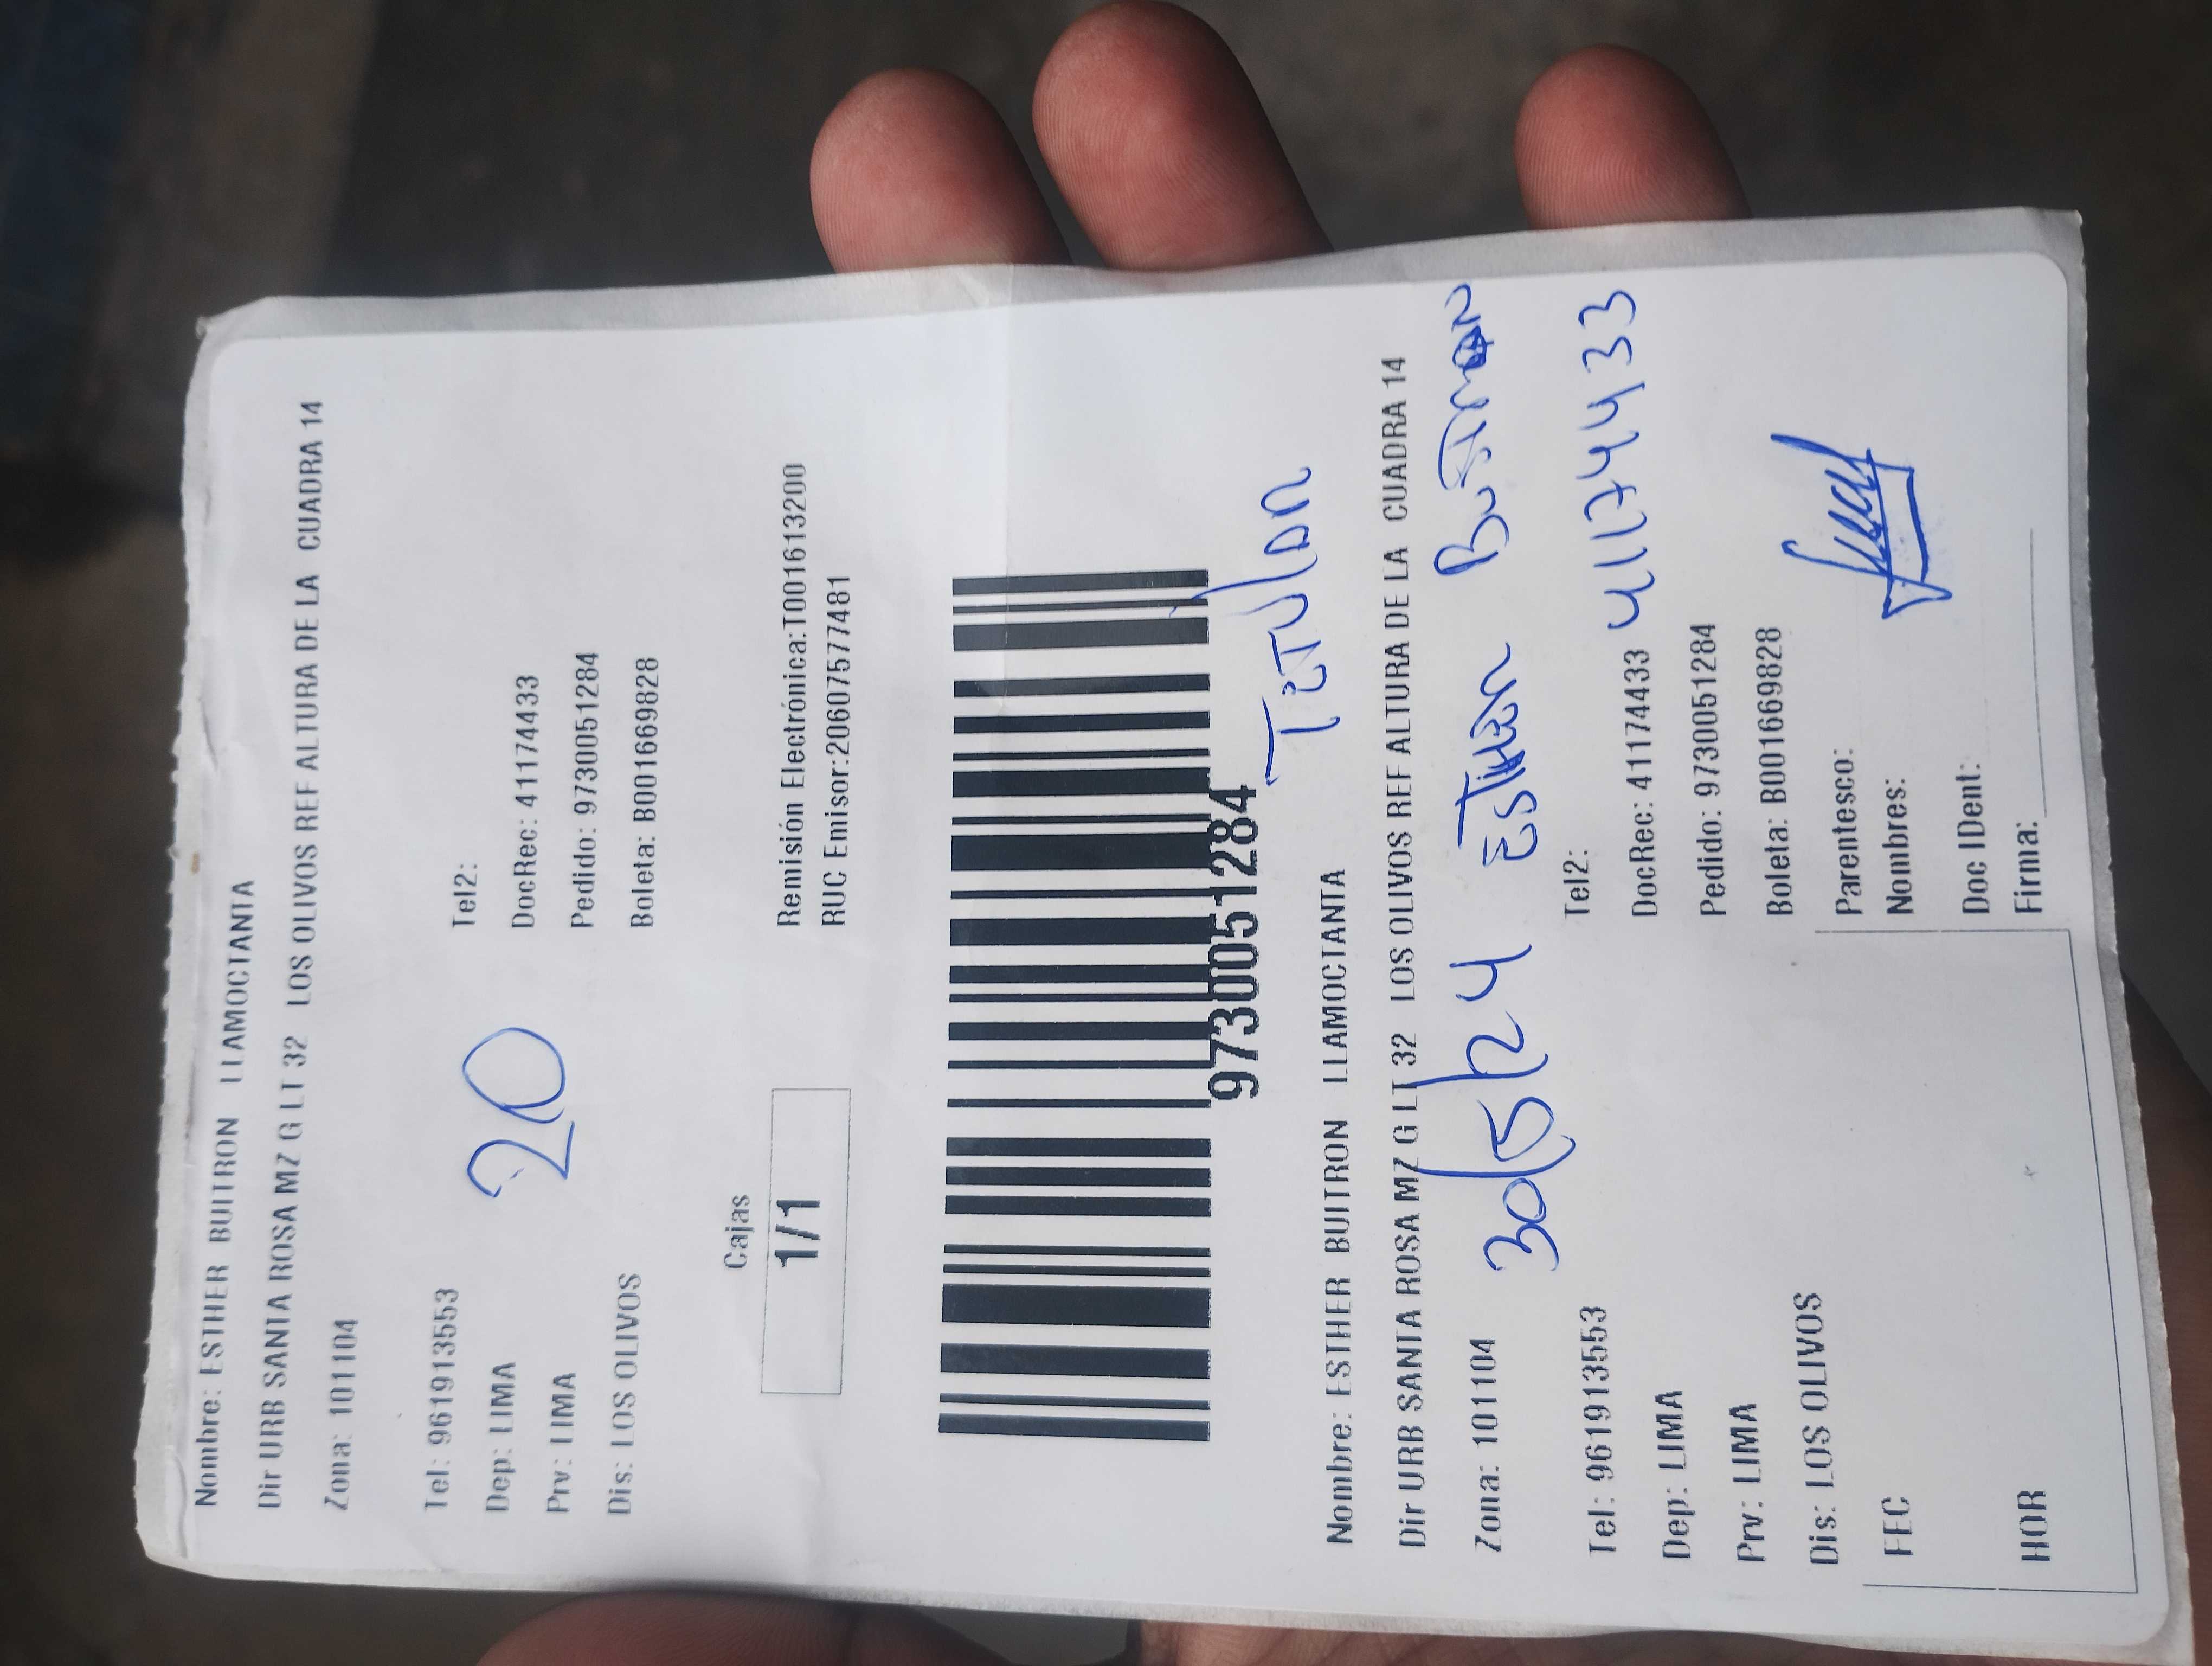 Nombre: ESTHER BUITRON LLAMOCTANTA
Dir URB SANTA ROSA MZ G LT 32 LOS OLIVOS REF ALTURA DE LA CUADRA 14
Zona: 101104
Tel: 961913553 Tel2:
Dep: LIMA DocRec: 41174433
20
Prv: LIMA Pedido: 9730051284
Dis: LOS OLIVOS Boleta: B001669828
Cajas
1/1
Remisión Electrónica:T001613200
RUC Emisor:20607577481
9730051284
Nombre: ESTHER BUITRON LLAMOCTANTA
Dir URB SANTA ROSA MZ G LT 32 LOS OLIVOS REF ALTURA DE LA CUADRA 14
Zona: 101104 30/5/24 ESTHER BUITRON
Tel: 961913553 Tel2:
41174433
Dep: LIMA DocRec: 41174433
Prv: LIMA Pedido: 9730051284
Dis: LOS OLIVOS Boleta: B001669828
FEC
HOR
Parentesco:
Nombres:
Doc IDent:
Firma: